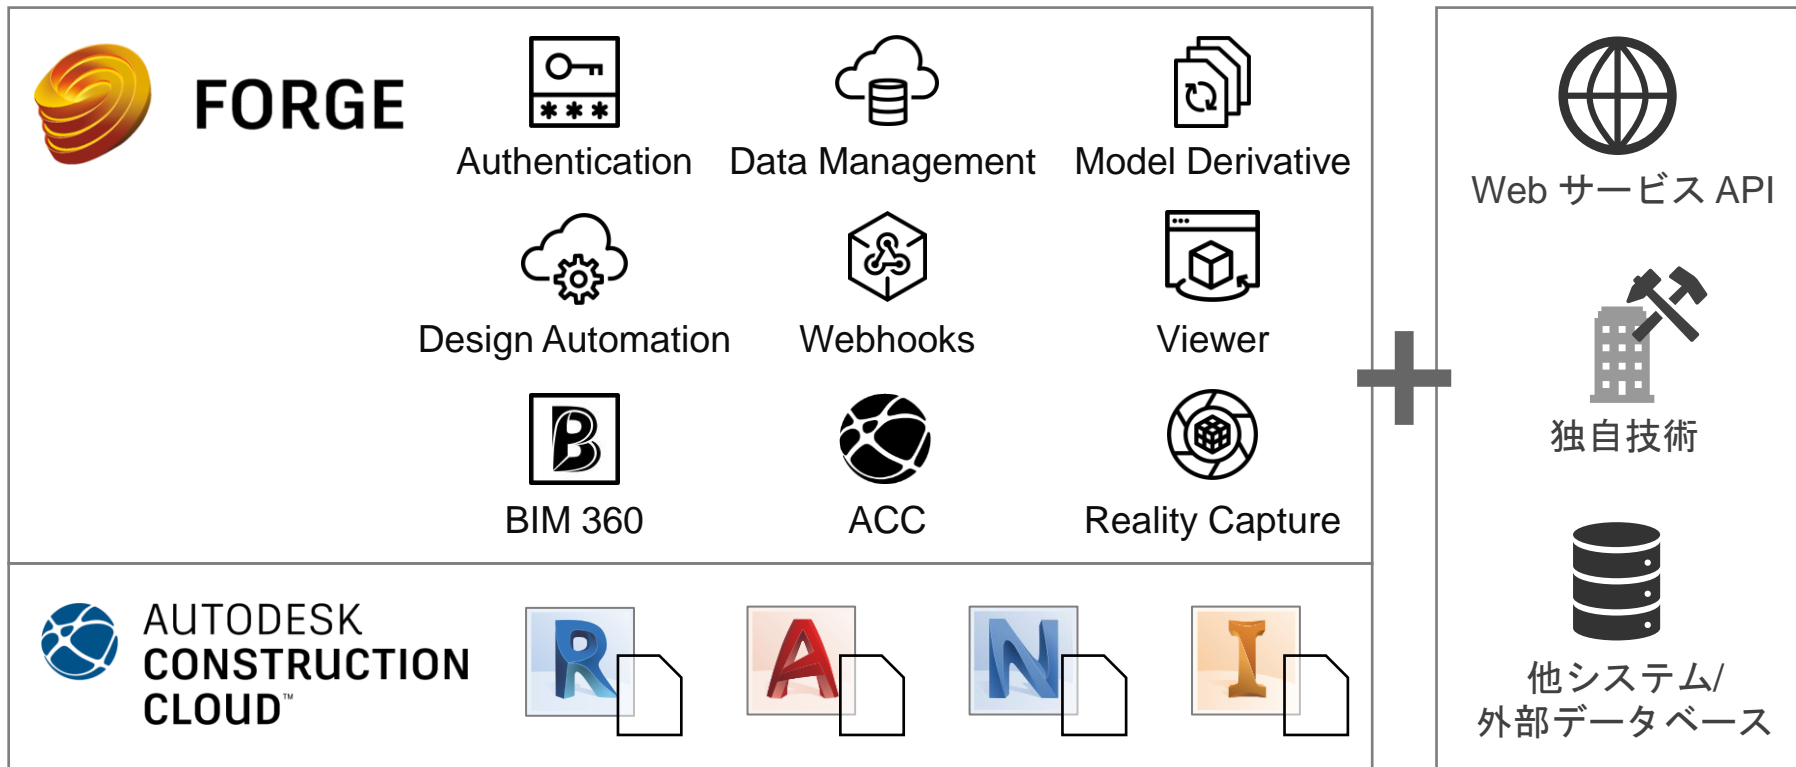 FORGE
***
Authentication
Data Management
Model Derivative
Design Automation
Webhooks
Viewer
B
BIM 360
ACC
Reality Capture
AUTODESK
CONSTRUCTION
CLOUD™
R
A
N
I
Web サービス API
独自技術
他システム/
外部データベース